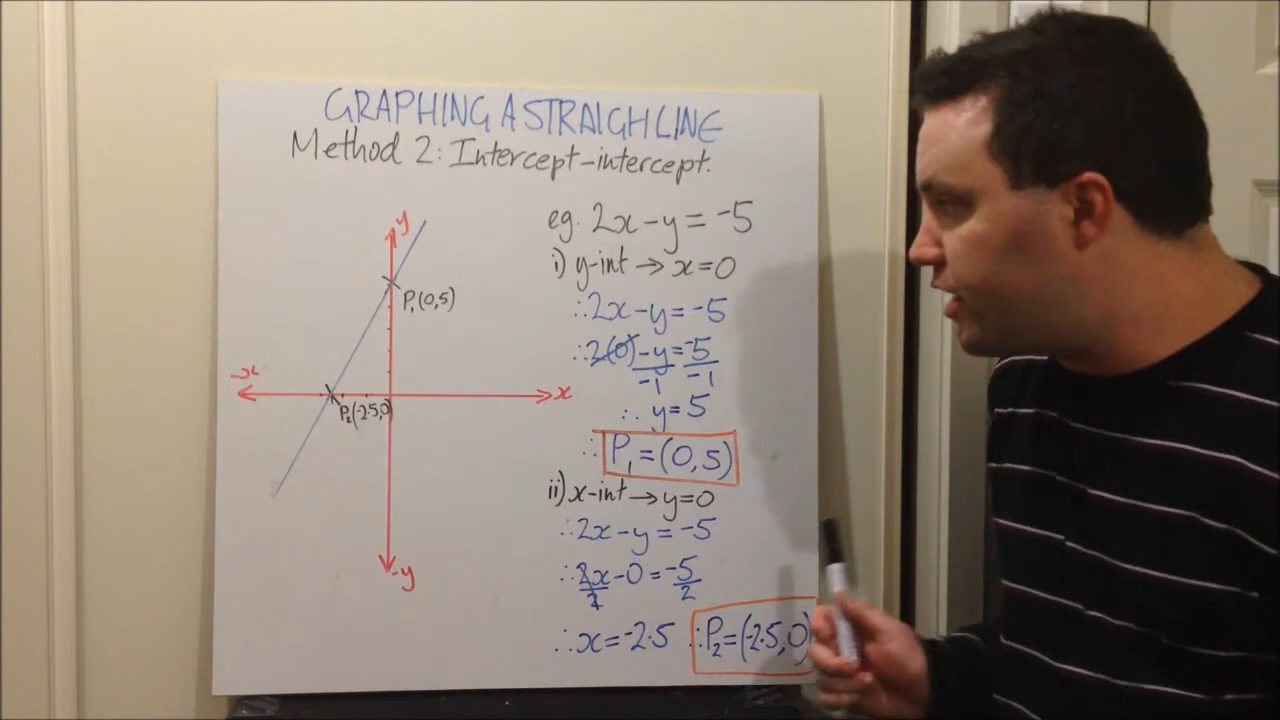 GRAPHING A STRAIGH LINE
Method 2: Intercept-intercept.
y
P₁(0,5)
-x
x
P₂(-2.5,0)
-y
eg. 2x-y = -5
i) y-int → x=0
∴2x-y = -5
∴2(0)-y/-1 = -5/-1
∴ y=5
∴ P₁=(0,5)
ii) x-int → y=0
∴2x-y = -5
∴2x/2-0 = -5/2
∴x = -2.5 ∴P₂=(-2.5,0)